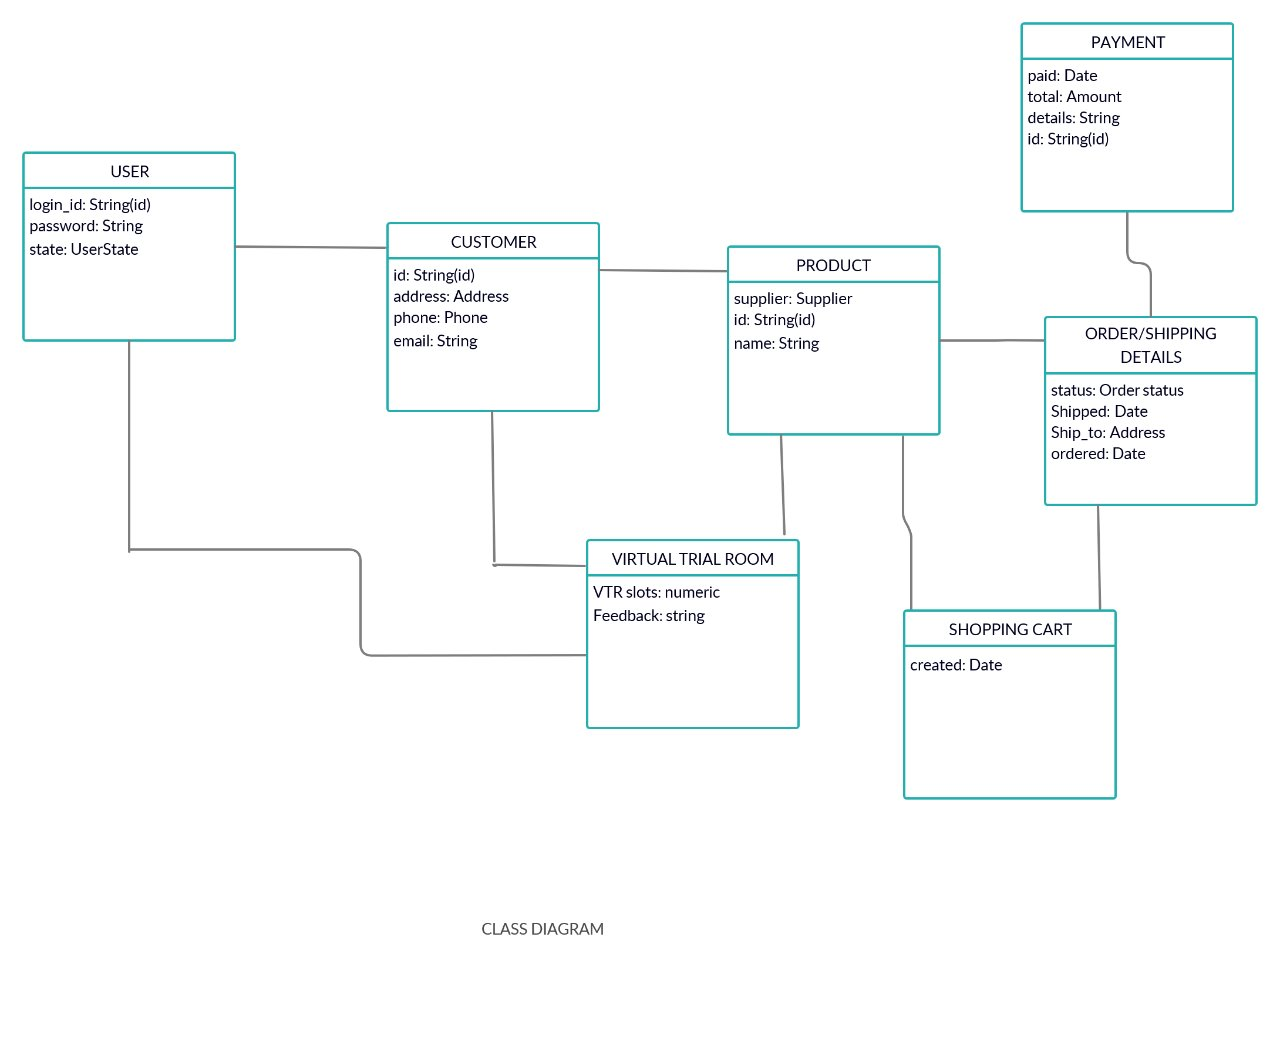 PAYMENT
paid: Date
total: Amount
details: String
id: String(id)
USER
login_id: String(id)
password: String
state: UserState
CUSTOMER
id: String(id)
address: Address
phone: Phone
email: String
PRODUCT
supplier: Supplier
id: String(id)
name: String
ORDER/SHIPPING
DETAILS
status: Order status
Shipped: Date
Ship_to: Address
ordered: Date
VIRTUAL TRIAL ROOM
VTR slots: numeric
Feedback: string
SHOPPING CART
created: Date
CLASS DIAGRAM